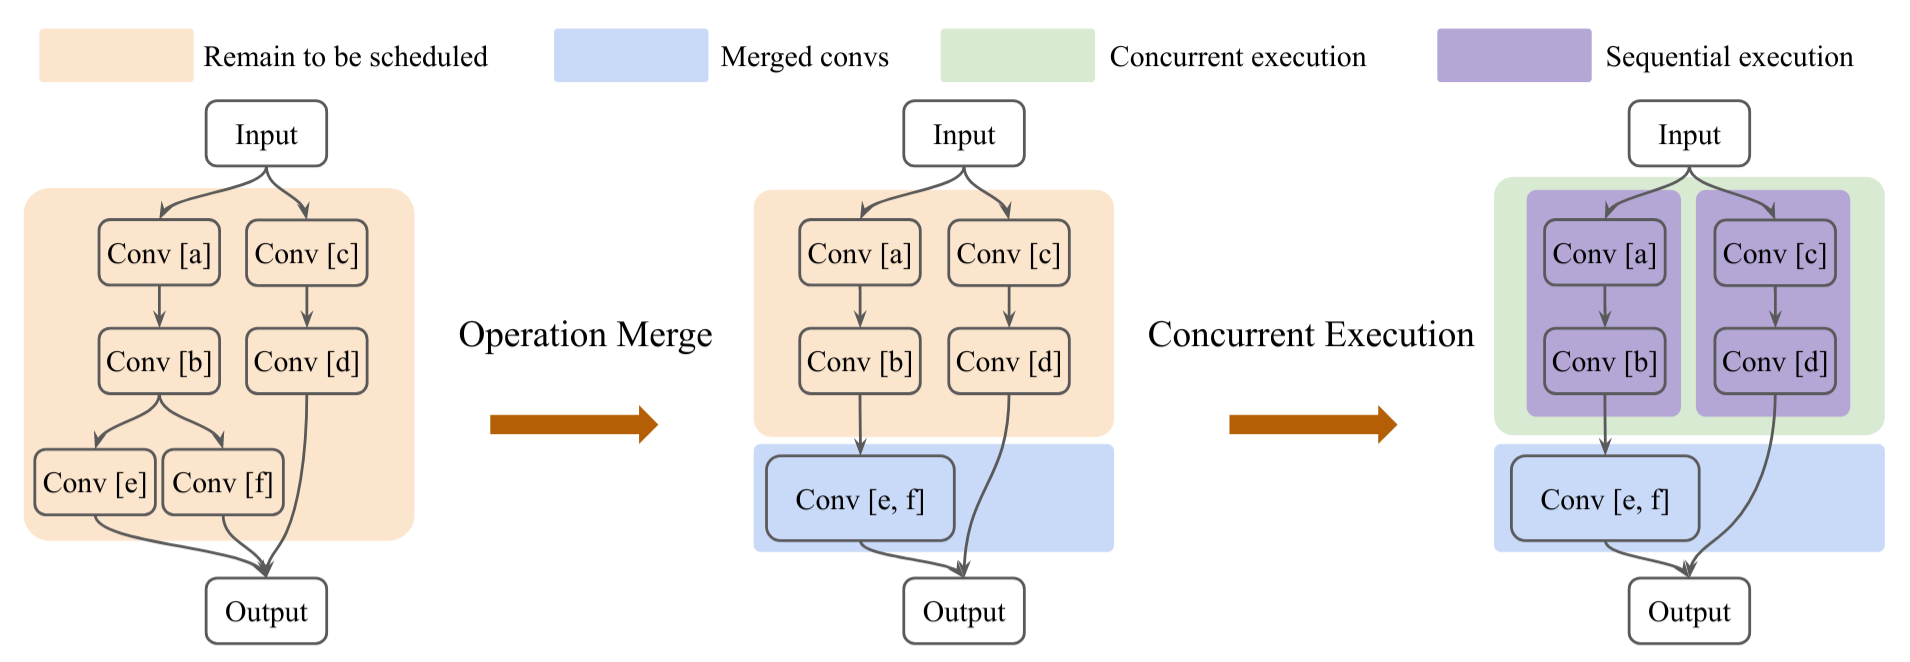 Remain to be scheduled
Merged convs
Concurrent execution
Sequential execution
Input
Conv [a]
Conv [c]
Conv [b]
Conv [d]
Conv [e]
Conv [f]
Output
Operation Merge
Input
Conv [a]
Conv [c]
Conv [b]
Conv [d]
Conv [e, f]
Output
Concurrent Execution
Input
Conv [a]
Conv [c]
Conv [b]
Conv [d]
Conv [e, f]
Output